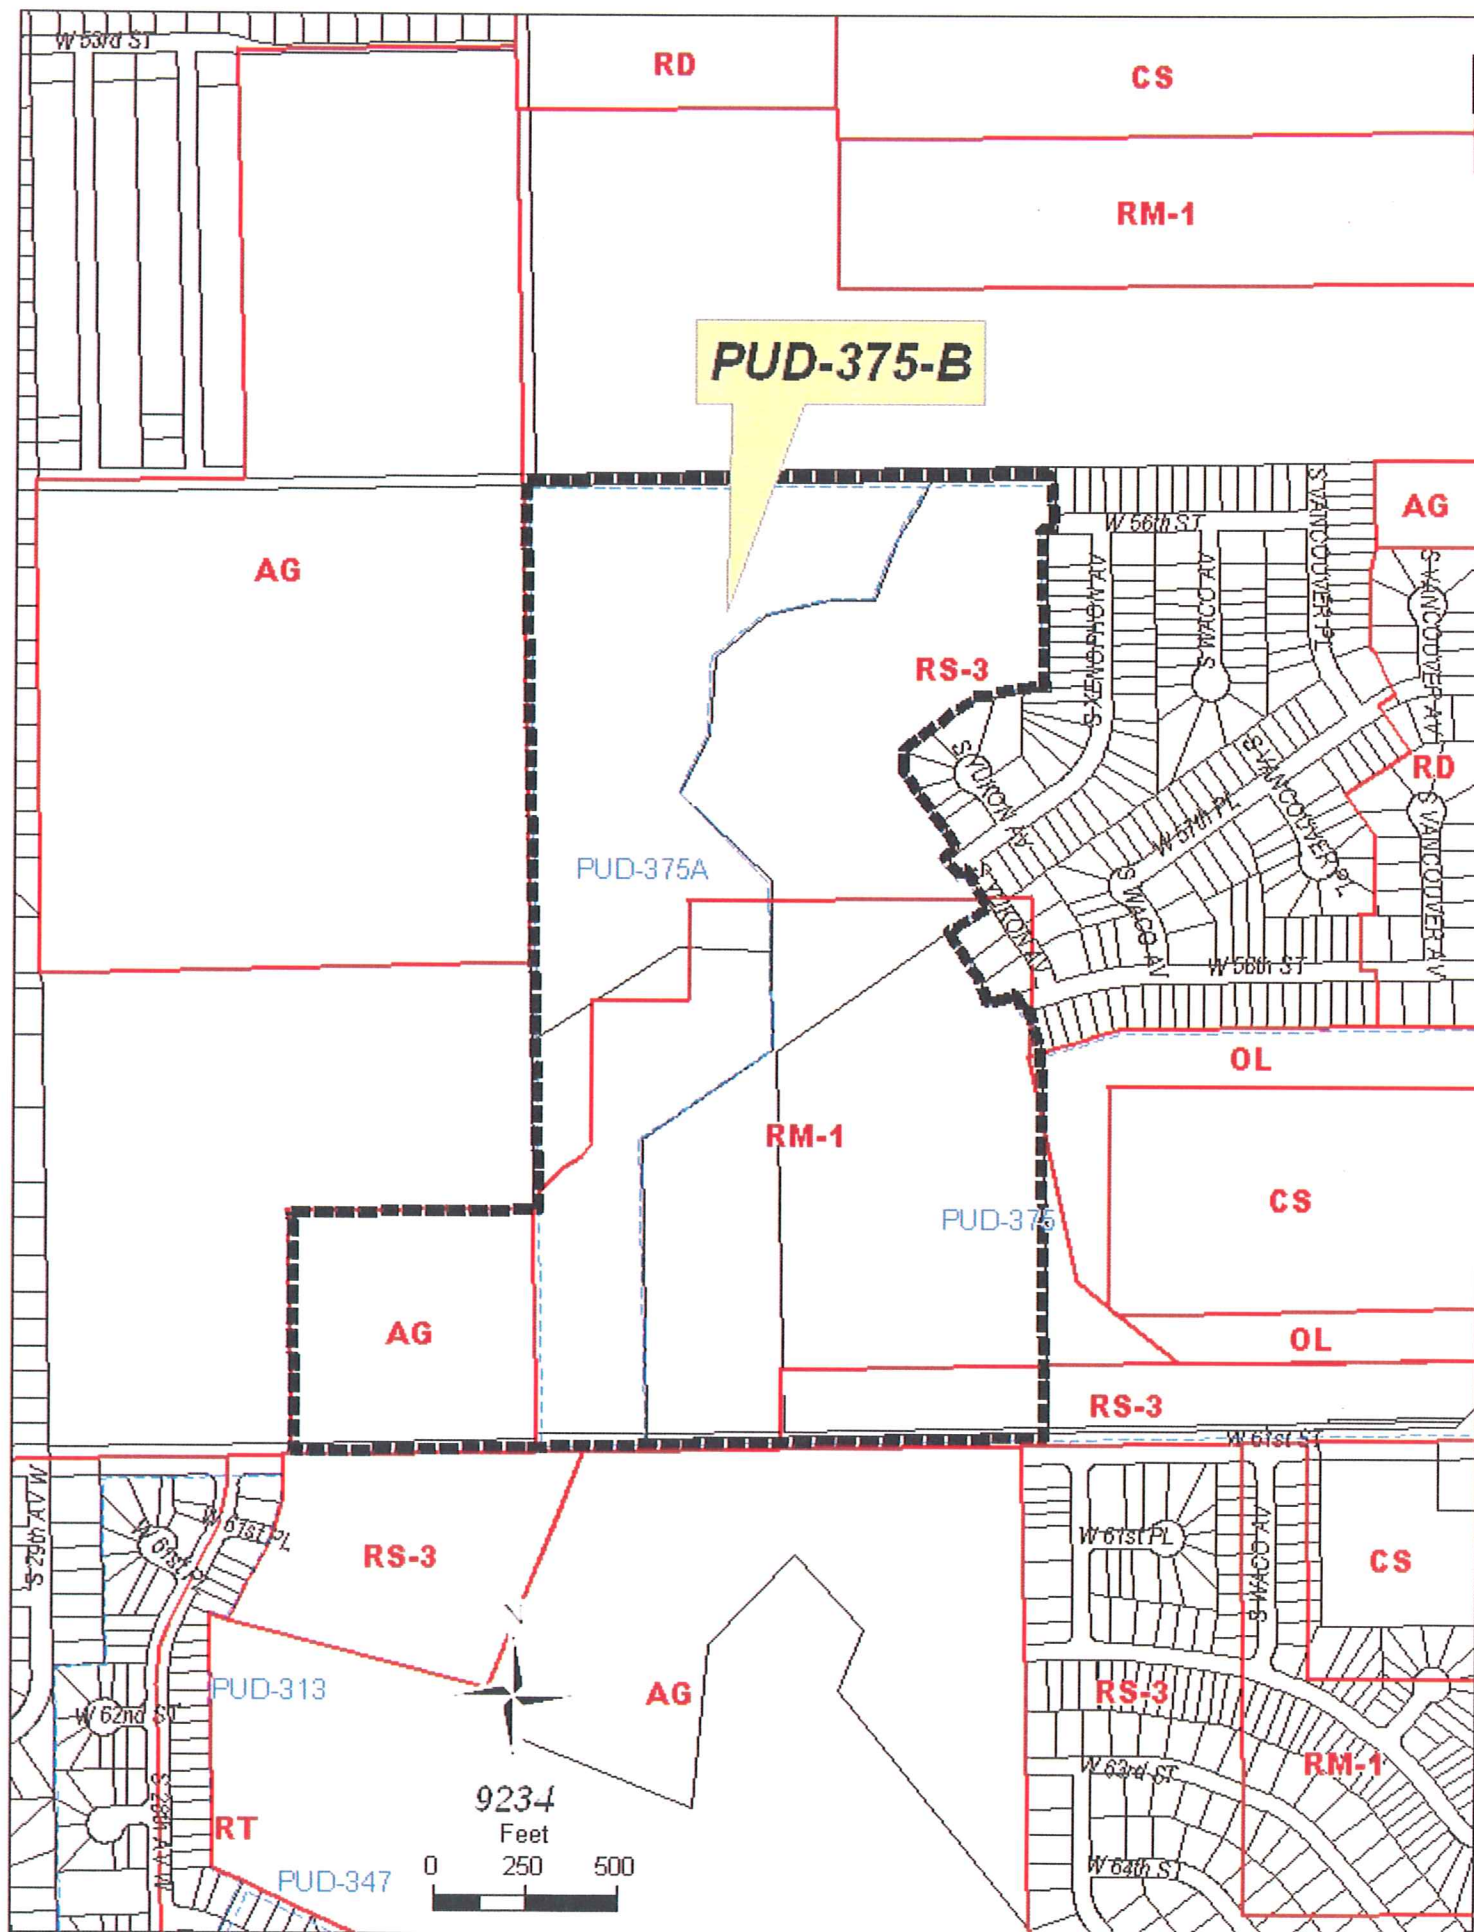 W 53rd ST
RD
CS
RM-1
PUD-375-B
AG
AG
W 56th ST
S VANCOUVER PL
S VANCOUVER AV
S WACO AV
S XENOPHON AV
RS-3
S YUKON AV
S VANCOUVER PL
RD
W 57th PL
S VANCOUVER AV
PUD-375A
S YUKON AV
S WACO AV
W 58th ST
OL
RM-1
CS
PUD-375
AG
OL
RS-3
W 61st ST
S 29th AV W
W 61st PL
W 61st PL
RS-3
W 61st PL
S WACO AV
CS
N
PUD-313
AG
RS-3
W 62nd ST
RM-1
W 63rd ST
S 28th AV W
9234
RT
Feet
0 250 500
PUD-347
W 64th ST